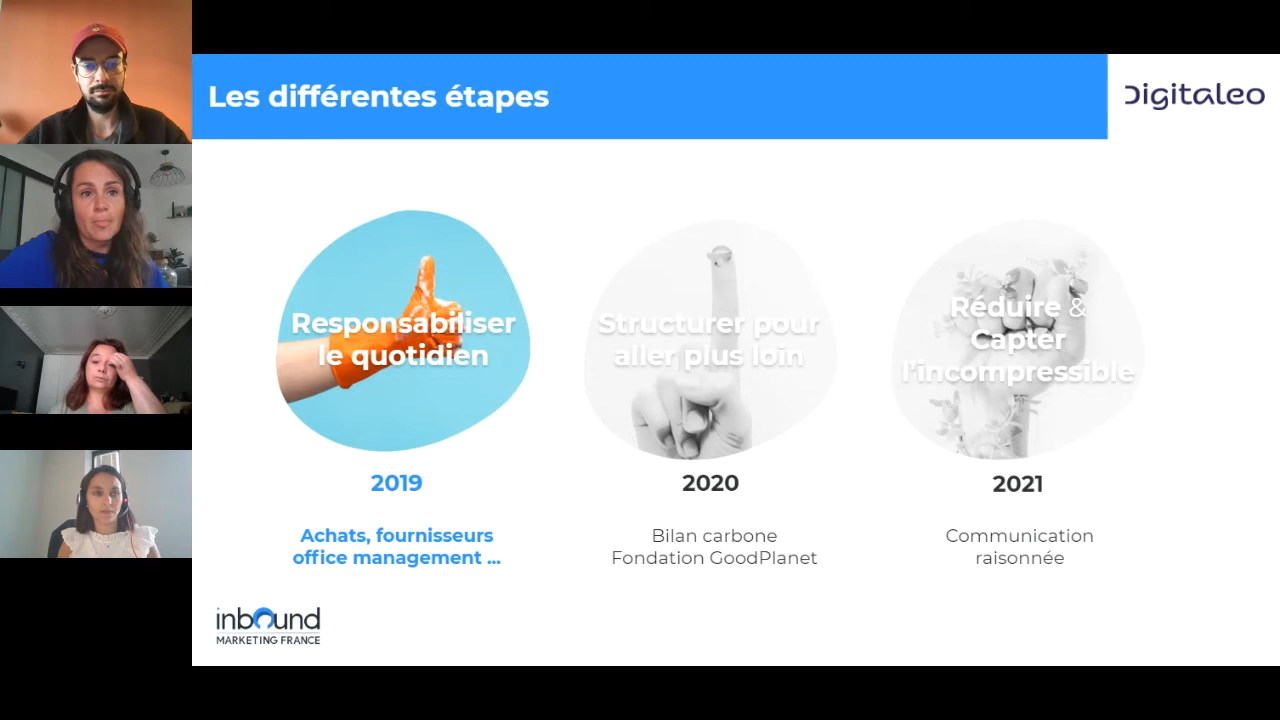 Les différentes étapes
Digitaleo
Responsabiliser
le quotidien
2019
Achats, fournisseurs
office management ...
Structurer pour
aller plus loin
2020
Bilan carbone
Fondation GoodPlanet
Réduire &
Capter
l'incompressible
2021
Communication
raisonnée
inbound
MARKETING FRANCE